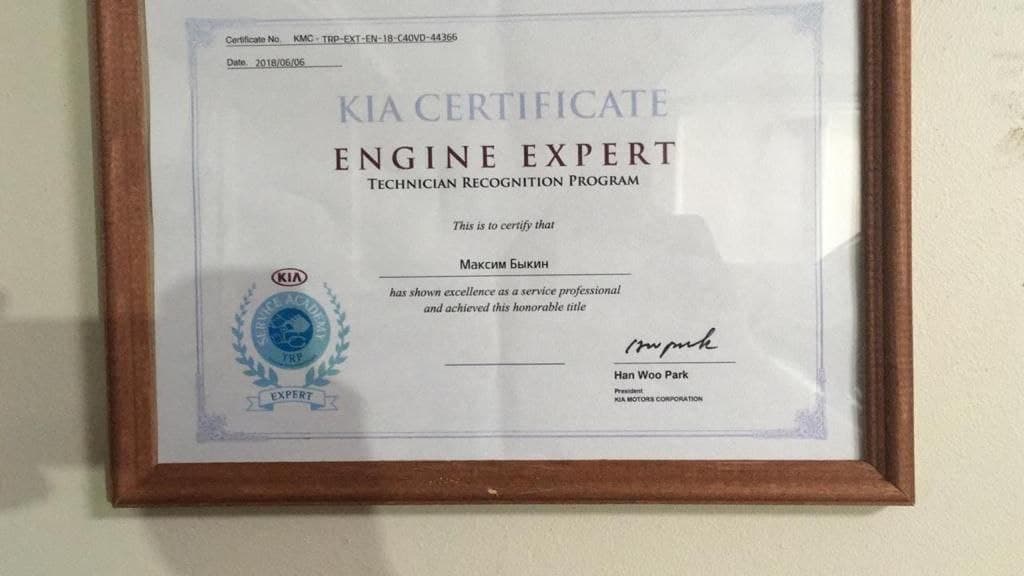 Certificate No. KMC - TRP-EXT-EN-18-C40VD-44366
Date. 2018/06/06
KIA CERTIFICATE
ENGINE EXPERT
TECHNICIAN RECOGNITION PROGRAM
This is to certify that
Максим Быкин
has shown excellence as a service professional
and achieved this honorable title
KIA
SERVICE ACADEMY
TRP
EXPERT
Han Woo Park
President
KIA MOTORS CORPORATION